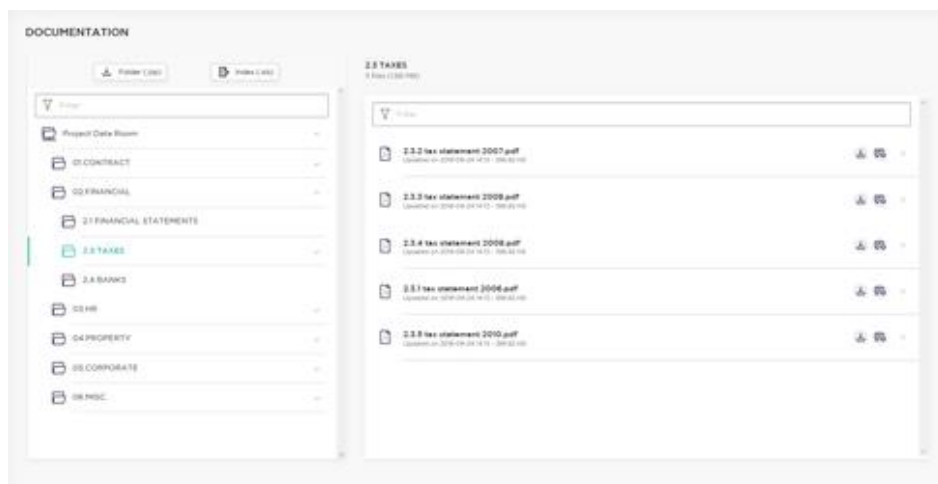 DOCUMENTATION
Folder (.zip)
Index (.xls)
Filter
Project Data Room
01.CONTRACT
02.FINANCIAL
2.1 FINANCIAL STATEMENTS
2.3 TAXES
2.4 BANKS
03.HR
04.PROPERTY
05.CORPORATE
06.MISC.
2.3 TAXES
Filter
2.3.2 tax statement 2007.pdf
2.3.3 tax statement 2008.pdf
2.3.4 tax statement
2.3.1 tax statement 2006.pdf
2.3.5 tax statement 2010.pdf